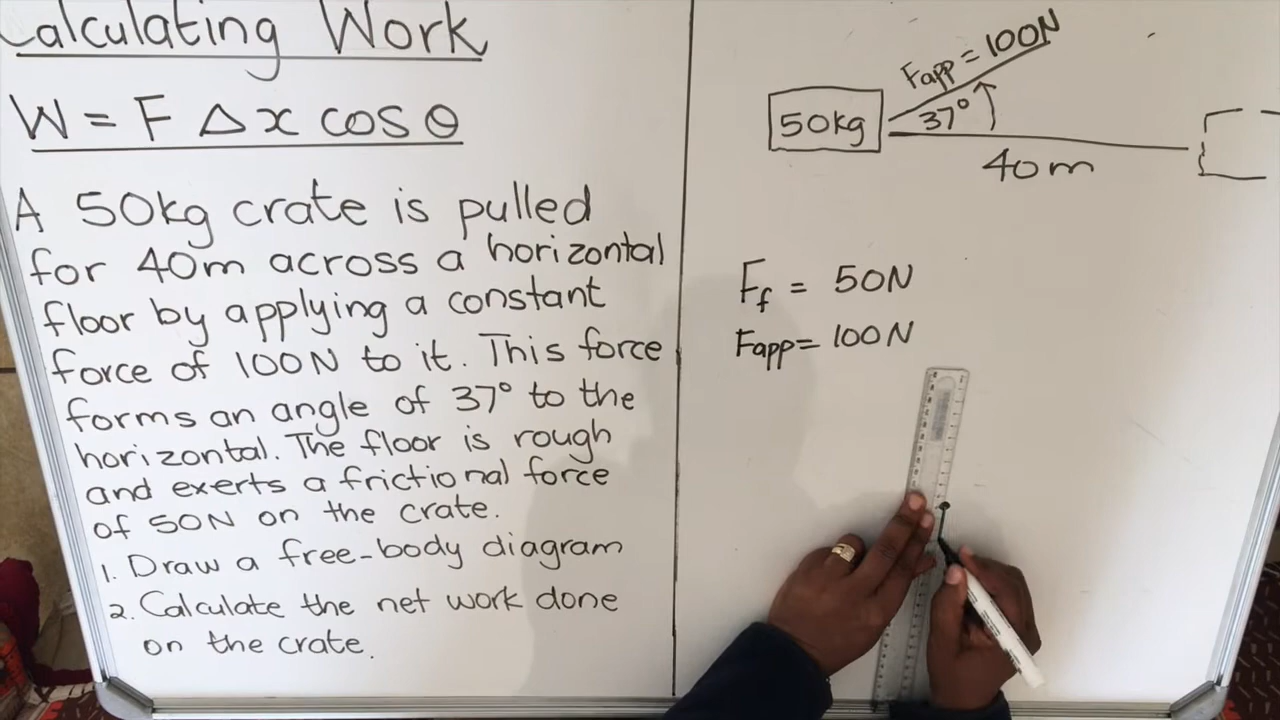 Calculating Work
W = F Δx cos θ
A 50kg crate is pulled
for 40m across a horizontal
floor by applying a constant
force of 100N to it. This force
forms an angle of 37° to the
horizontal. The floor is rough
and exerts a frictional force
of 50N on the crate.
1. Draw a free-body diagram
2. Calculate the net work done
on the crate.
Fapp = 100N
50kg
37°
40m
Ff = 50N
Fapp = 100N